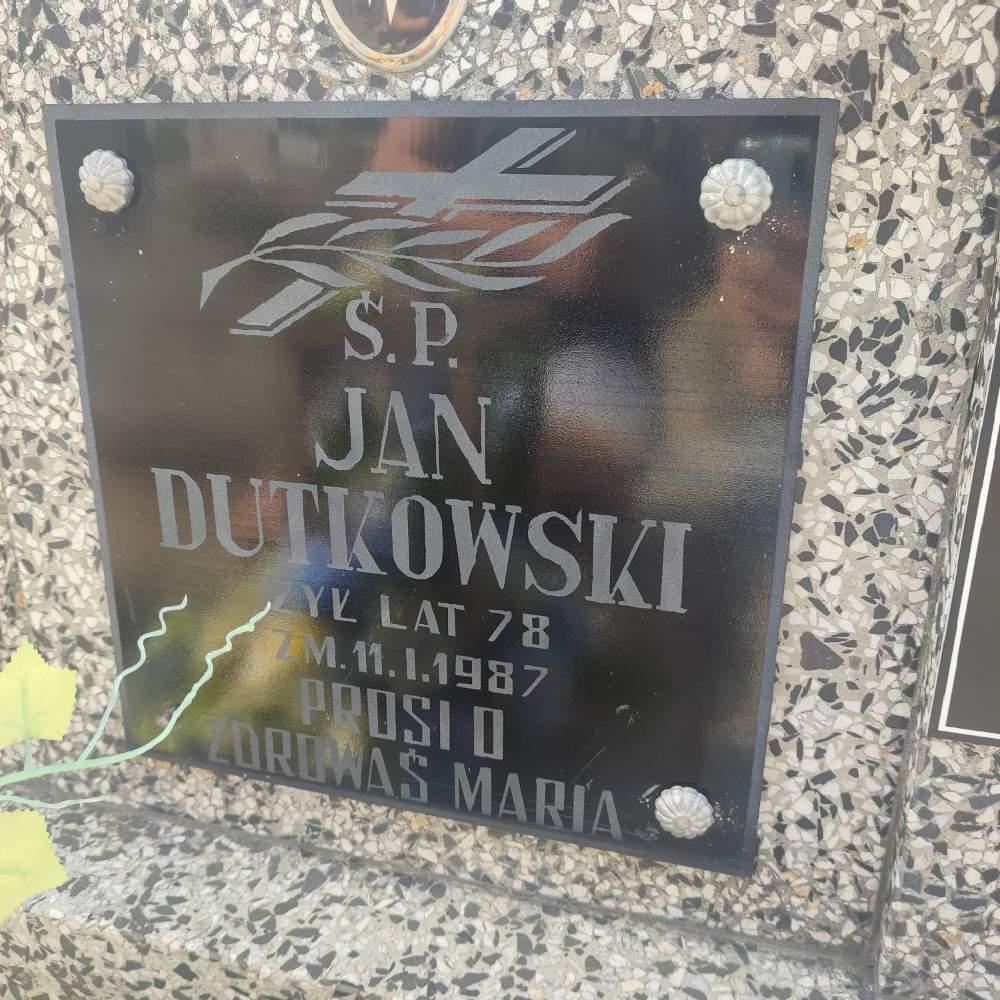 Ś.P.
JAN
DUTKOWSKI
ŻYŁ LAT 78
ZM.11.I.1987
PROSI O
ZDROWAŚ MARIA